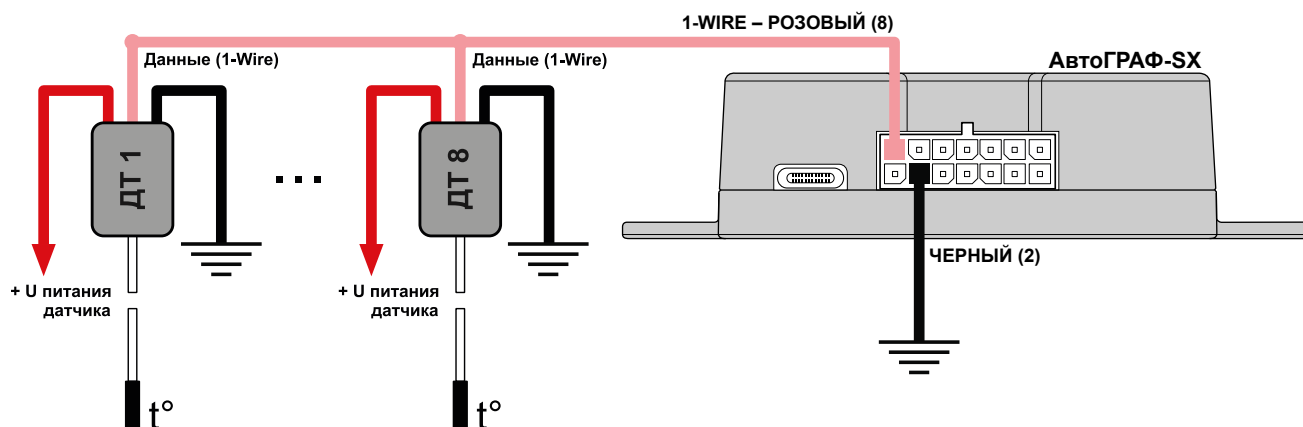 1-WIRE – РОЗОВЫЙ (8)
Данные (1-Wire)
Данные (1-Wire)
АвтоГРАФ-SX
ДТ 1
...
ДТ 8
ЧЕРНЫЙ (2)
+ U питания
датчика
+ U питания
датчика
t°
t°